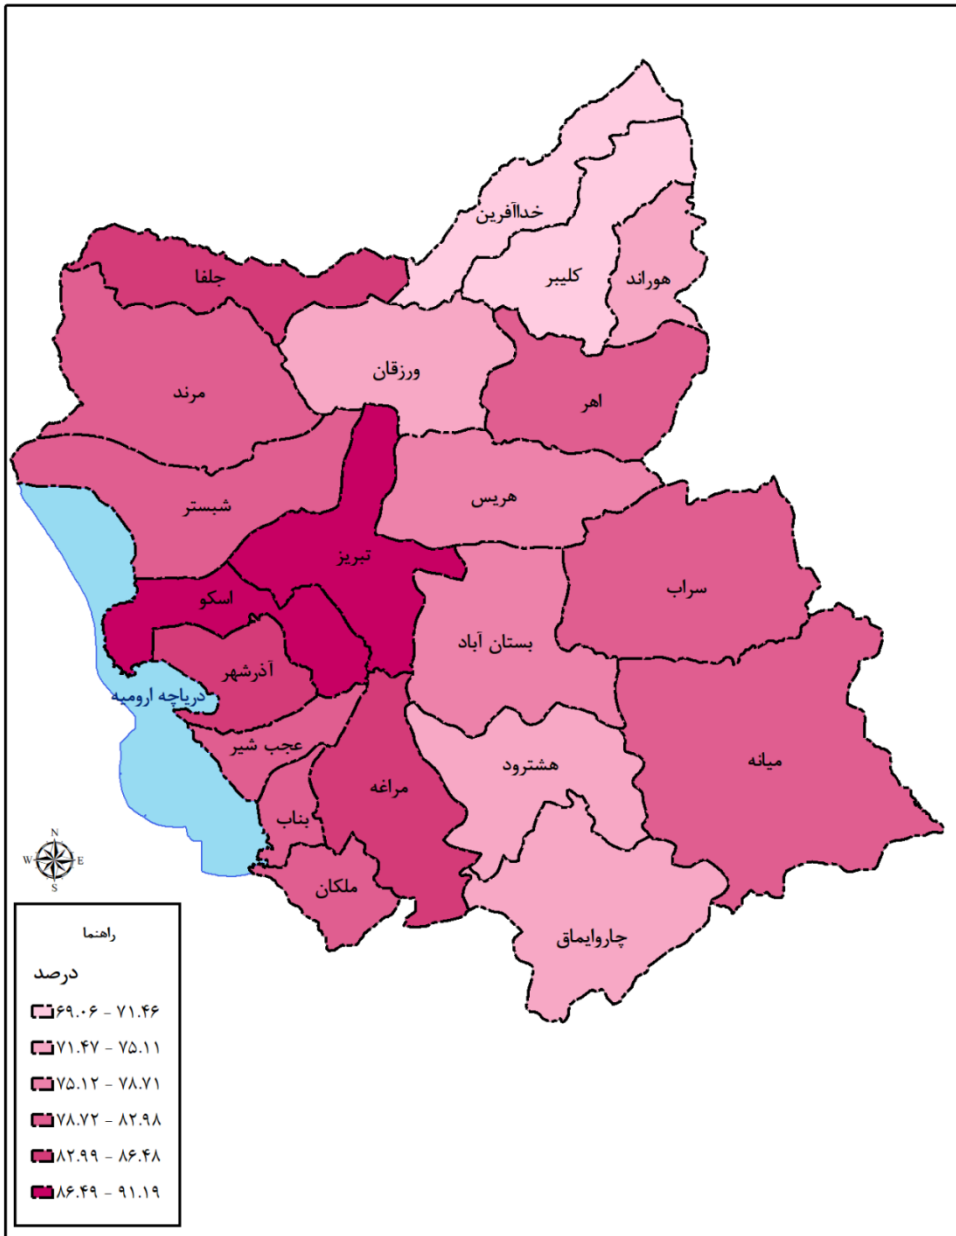 خداآفرین
کلیبر
هوراند
جلفا
ورزقان
مرند
اهر
هریس
شبستر
تبریز
سراب
اسکو
بستان آباد
آذرشهر
دریاچه ارومیه
عجب شیر
هشترود
میانه
مراغه
بناب
ملکان
چاروایماق
N
W E
S
راهنما
درصد
۶۹.۰۶ - ۷۱.۴۶
۷۱.۴۷ - ۷۵.۱۱
۷۵.۱۲ - ۷۸.۷۱
۷۸.۷۲ - ۸۲.۹۸
۸۲.۹۹ - ۸۶.۴۸
۸۶.۴۹ - ۹۱.۱۹